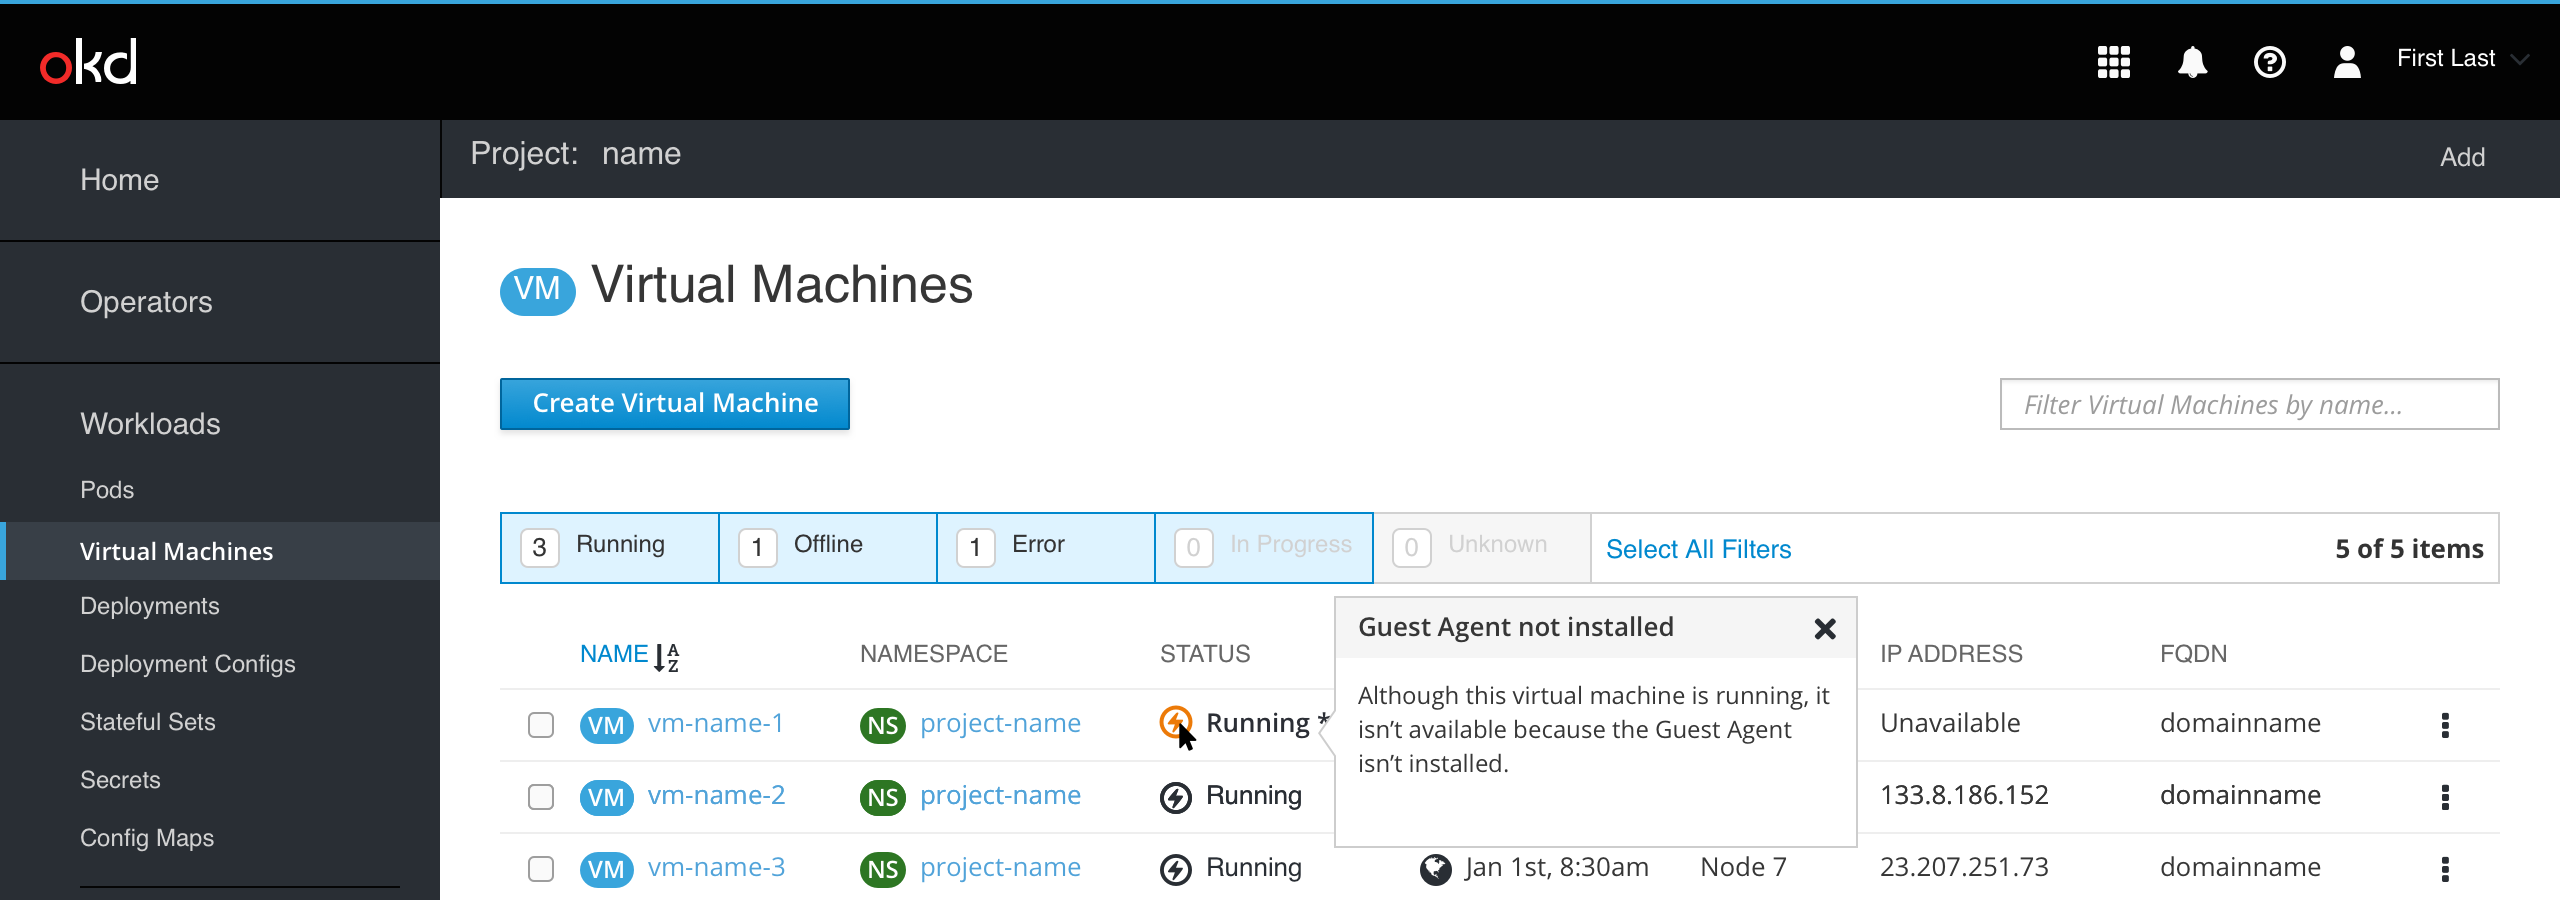 okd
First Last
Project: name
Add
Home
Operators
Workloads
Pods
Virtual Machines
Deployments
Deployment Configs
Stateful Sets
Secrets
Config Maps
VM Virtual Machines
Create Virtual Machine
Filter Virtual Machines by name...
3 Running 1 Offline 1 Error 0 In Progress 0 Unknown Select All Filters 5 of 5 items
NAME A Z NAMESPACE STATUS IP ADDRESS FQDN
VM vm-name-1 NS project-name Running * Unavailable domainname
Guest Agent not installed
Although this virtual machine is running, it
isn’t available because the Guest Agent
isn’t installed.
VM vm-name-2 NS project-name Running 133.8.186.152 domainname
VM vm-name-3 NS project-name Running Jan 1st, 8:30am Node 7 23.207.251.73 domainname